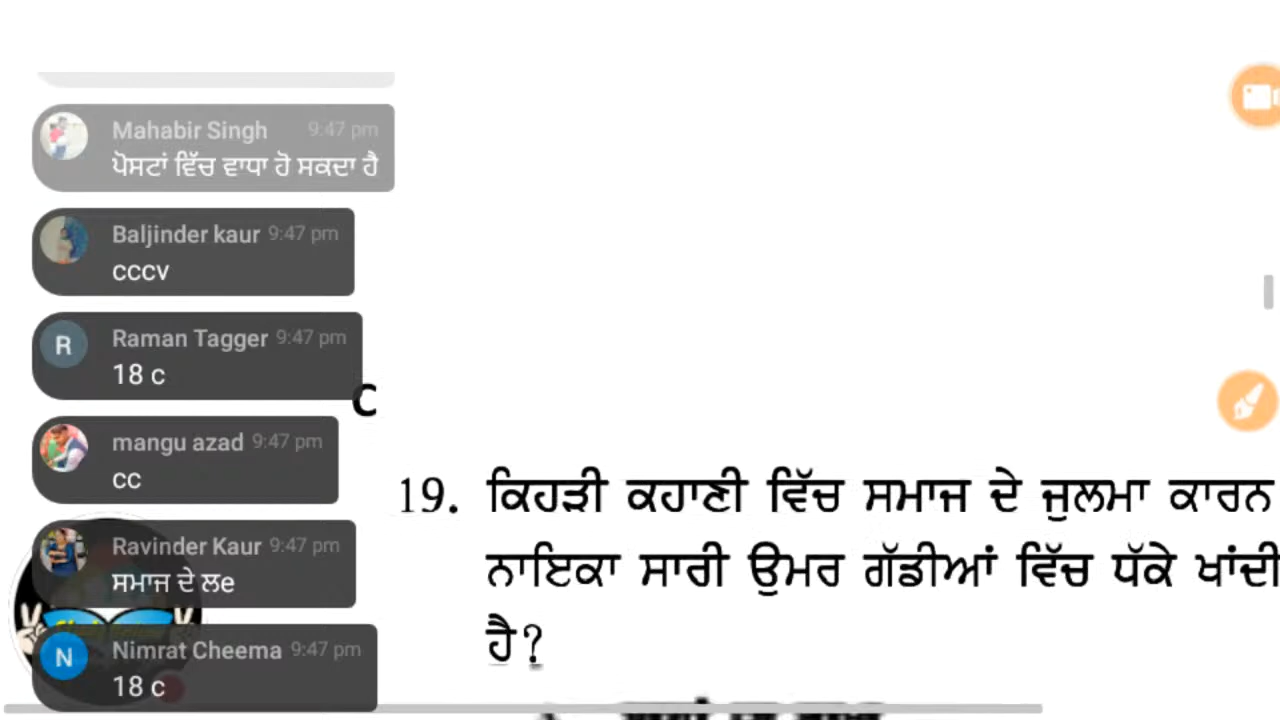 Mahabir Singh 9:47 pm
ਪੋਸਟਾਂ ਵਿੱਚ ਵਾਧਾ ਹੋ ਸਕਦਾ ਹੈ
Baljinder kaur 9:47 pm
cccv
Raman Tagger 9:47 pm
18 c
c
mangu azad 9:47 pm
cc
Ravinder Kaur 9:47 pm
ਸਮਾਜ ਦੇ ਲe
Nimrat Cheema 9:47 pm
18 c
19. ਕਿਹੜੀ ਕਹਾਣੀ ਵਿੱਚ ਸਮਾਜ ਦੇ ਜੁਲਮਾ ਕਾਰਨ
ਨਾਇਕਾ ਸਾਰੀ ਉਮਰ ਗੱਡੀਆਂ ਵਿੱਚ ਧੱਕੇ ਖਾਂਦੀ
ਹੈ?